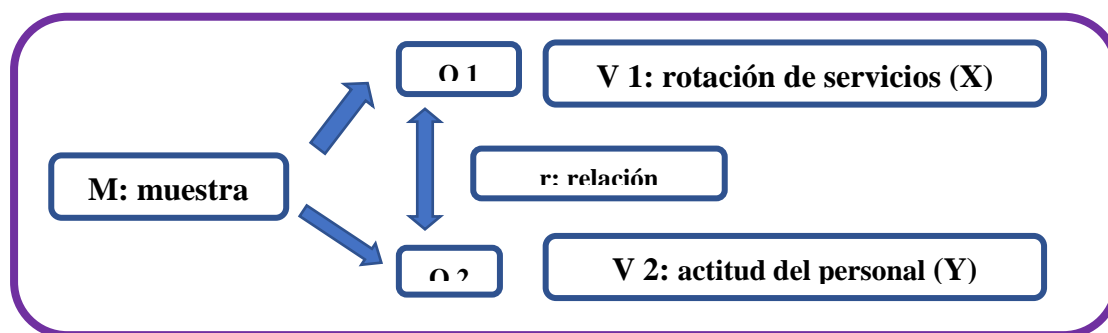 O 1
V 1: rotación de servicios (X)
M: muestra
r: relación
O 2
V 2: actitud del personal (Y)